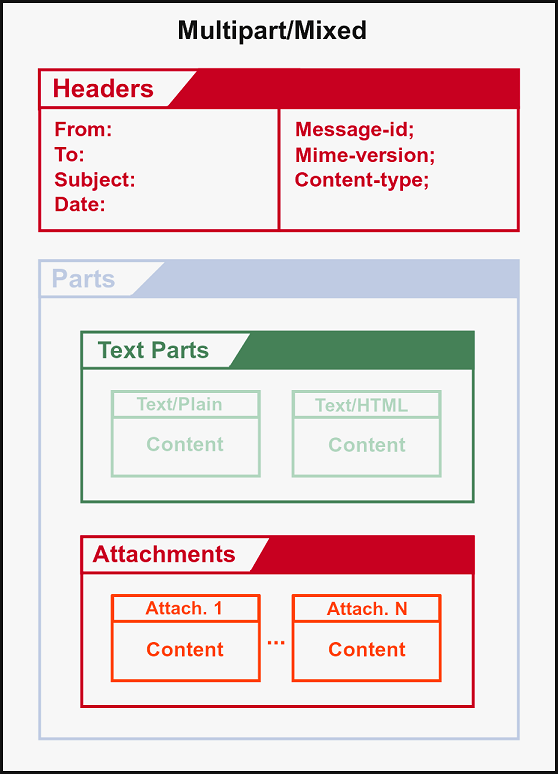 Multipart/Mixed
Headers
From:
To:
Subject:
Date:
Message-id;
Mime-version;
Content-type;
Parts
Text Parts
Text/Plain
Content
Text/HTML
Content
Attachments
Attach. 1
Content
...
Attach. N
Content